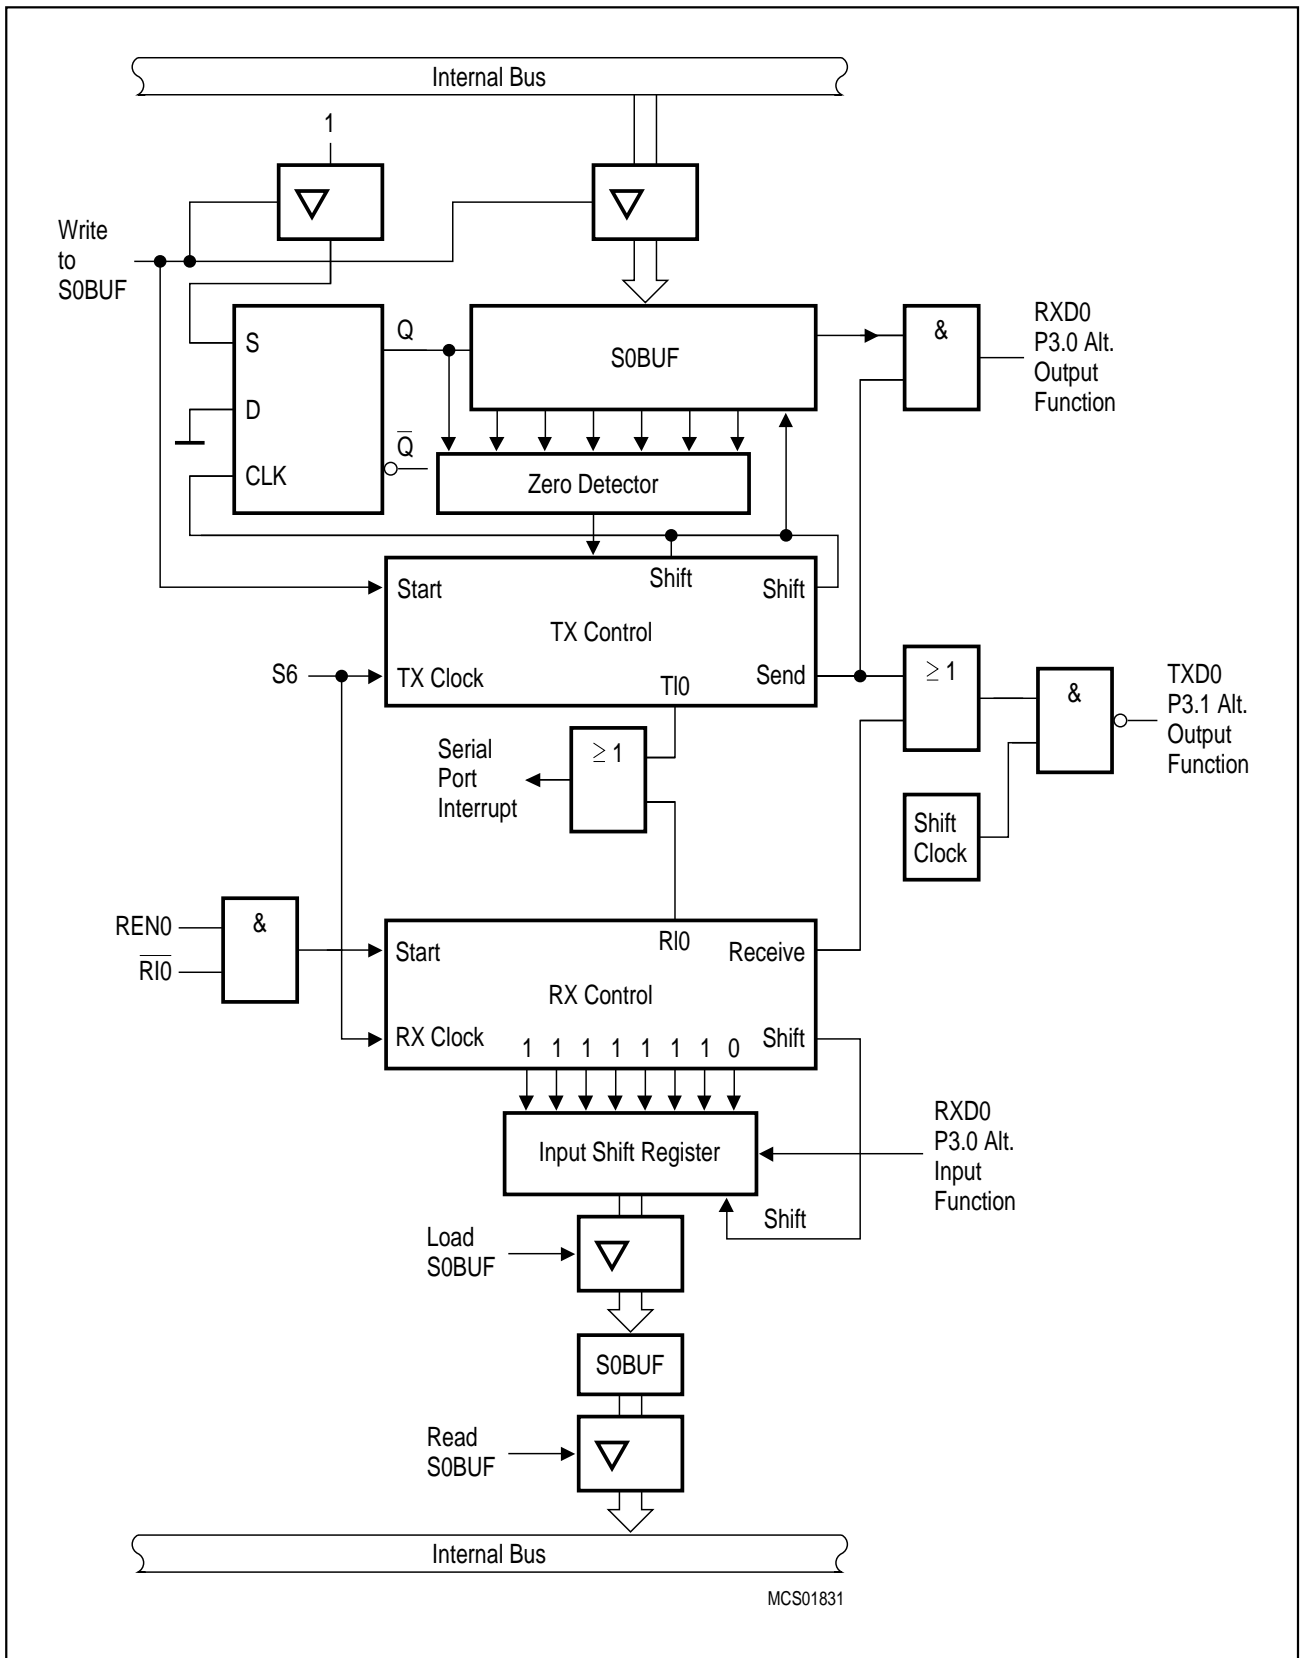 Internal Bus
1
Write
to
S0BUF
S
D
CLK
Q
Q̅
S0BUF
&
RXD0
P3.0 Alt.
Output
Function
Zero Detector
Start
Shift
Shift
TX Control
S6
TX Clock
TI0
Send
≥ 1
&
TXD0
P3.1 Alt.
Output
Function
Serial
Port
Interrupt
≥ 1
Shift
Clock
REN0
R̅I̅0̅
&
Start
RI0
Receive
RX Control
RX Clock
1 1 1 1 1 1 1 0
Shift
Input Shift Register
RXD0
P3.0 Alt.
Input
Function
Shift
Load
S0BUF
S0BUF
Read
S0BUF
Internal Bus
MCS01831